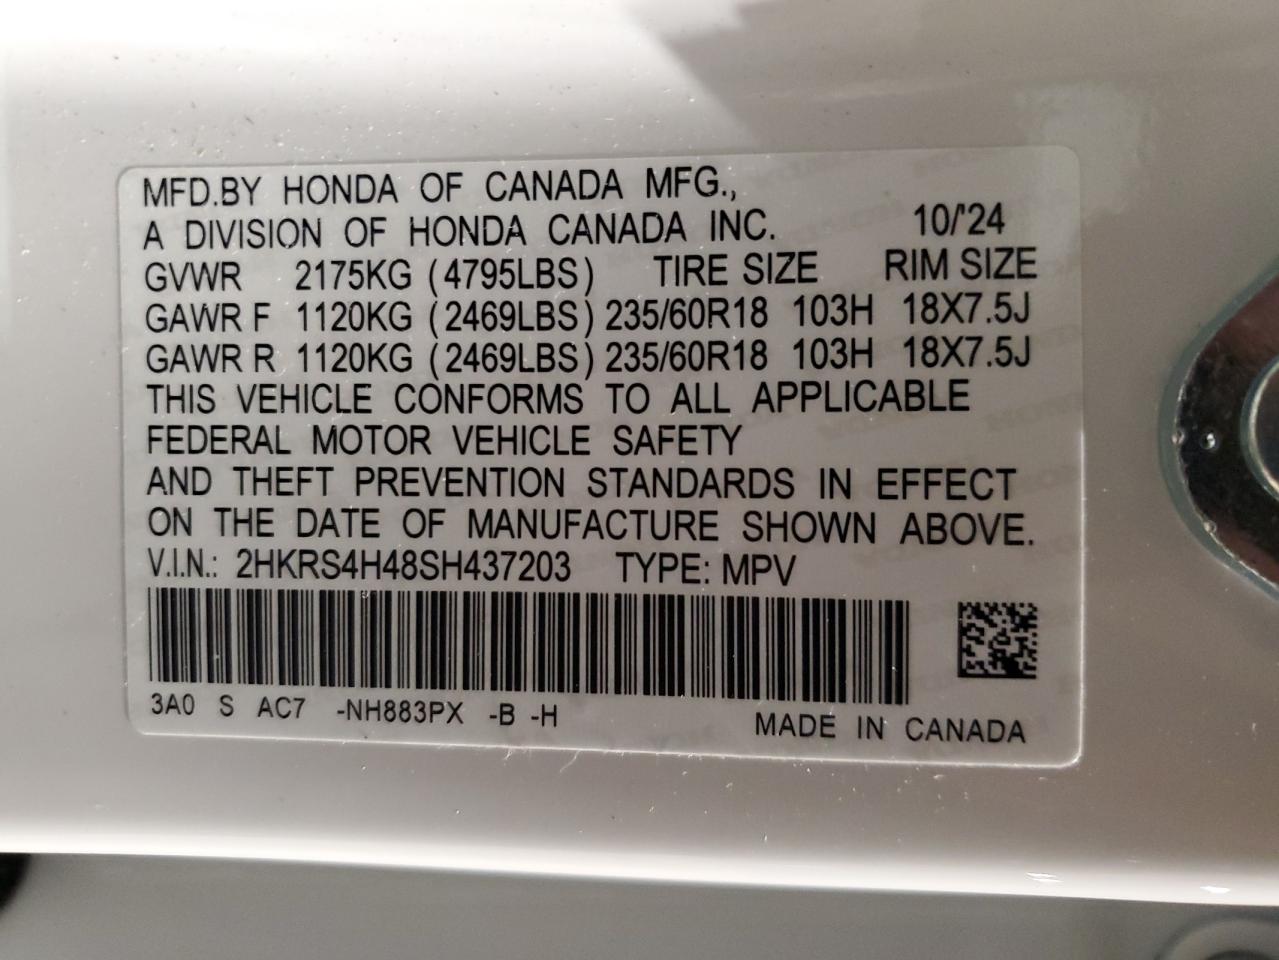 MFD.BY HONDA OF CANADA MFG.,
A DIVISION OF HONDA CANADA INC. 10/'24
GVWR 2175KG (4795LBS) TIRE SIZE RIM SIZE
GAWR F 1120KG (2469LBS) 235/60R18 103H 18X7.5J
GAWR R 1120KG (2469LBS) 235/60R18 103H 18X7.5J
THIS VEHICLE CONFORMS TO ALL APPLICABLE
FEDERAL MOTOR VEHICLE SAFETY
AND THEFT PREVENTION STANDARDS IN EFFECT
ON THE DATE OF MANUFACTURE SHOWN ABOVE.
V.I.N.: 2HKRS4H48SH437203 TYPE: MPV
3A0 S AC7 -NH883PX -B -H MADE IN CANADA